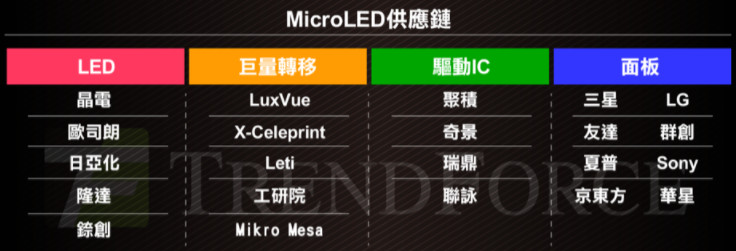 MicroLED供應鏈
LED 巨量轉移 驅動IC 面板
晶電 LuxVue 聚積 三星 LG
歐司朗 X-Celeprint 奇景 友達 群創
日亞化 Leti 瑞鼎 夏普 Sony
隆達 工研院 聯詠 京東方 華星
錼創 Mikro Mesa
TRENDFORCE